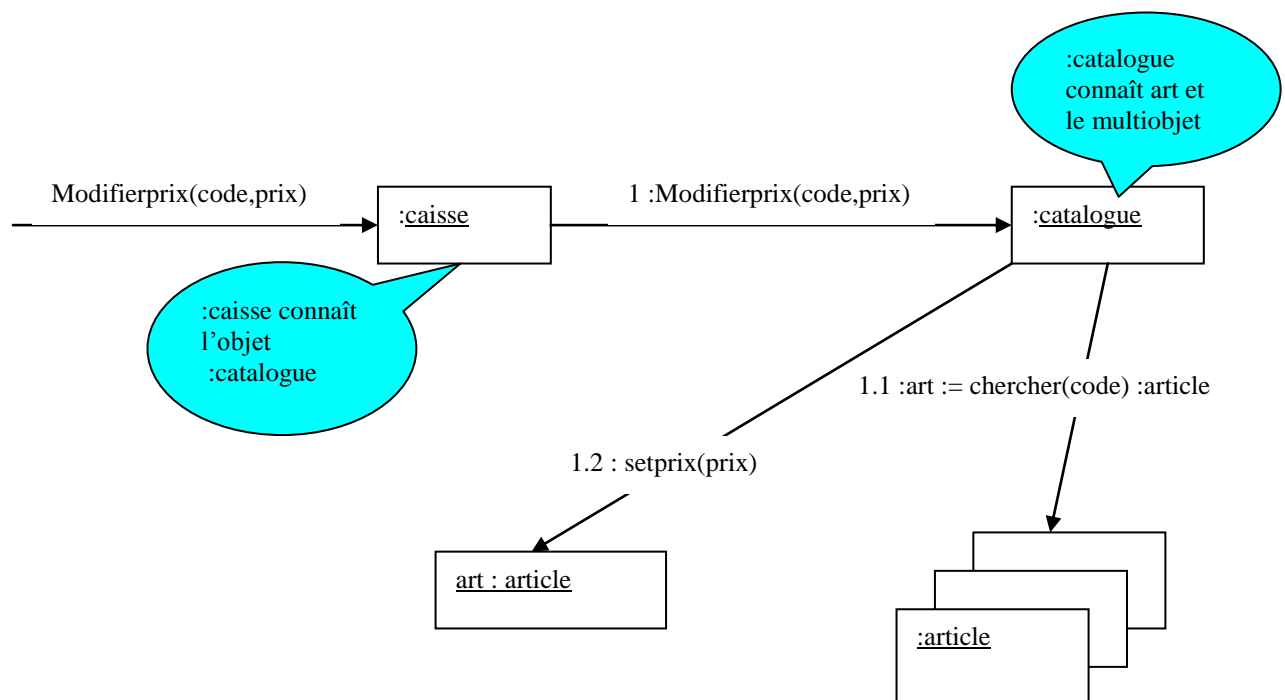 :catalogue
connaît art et
le multiobjet
Modifierprix(code,prix)
:caisse
1 :Modifierprix(code,prix)
:catalogue
:caisse connaît
l’objet
:catalogue
1.1 :art := chercher(code) :article
1.2 : setprix(prix)
art : article
:article